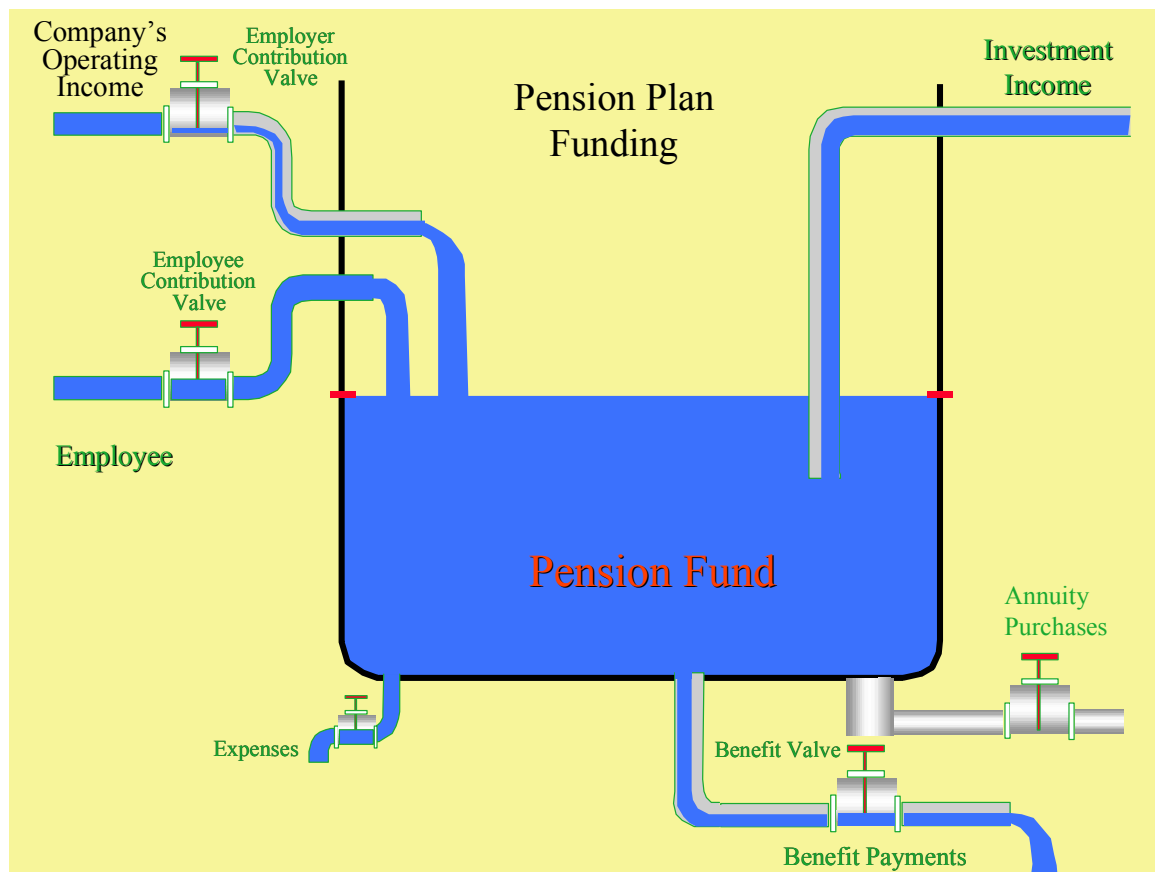 Company’s
Operating
Income
Employer
Contribution
Valve
Pension Plan
Funding
Investment
Income
Employee
Contribution
Valve
Employee
Pension Fund
Annuity
Purchases
Expenses
Benefit Valve
Benefit Payments